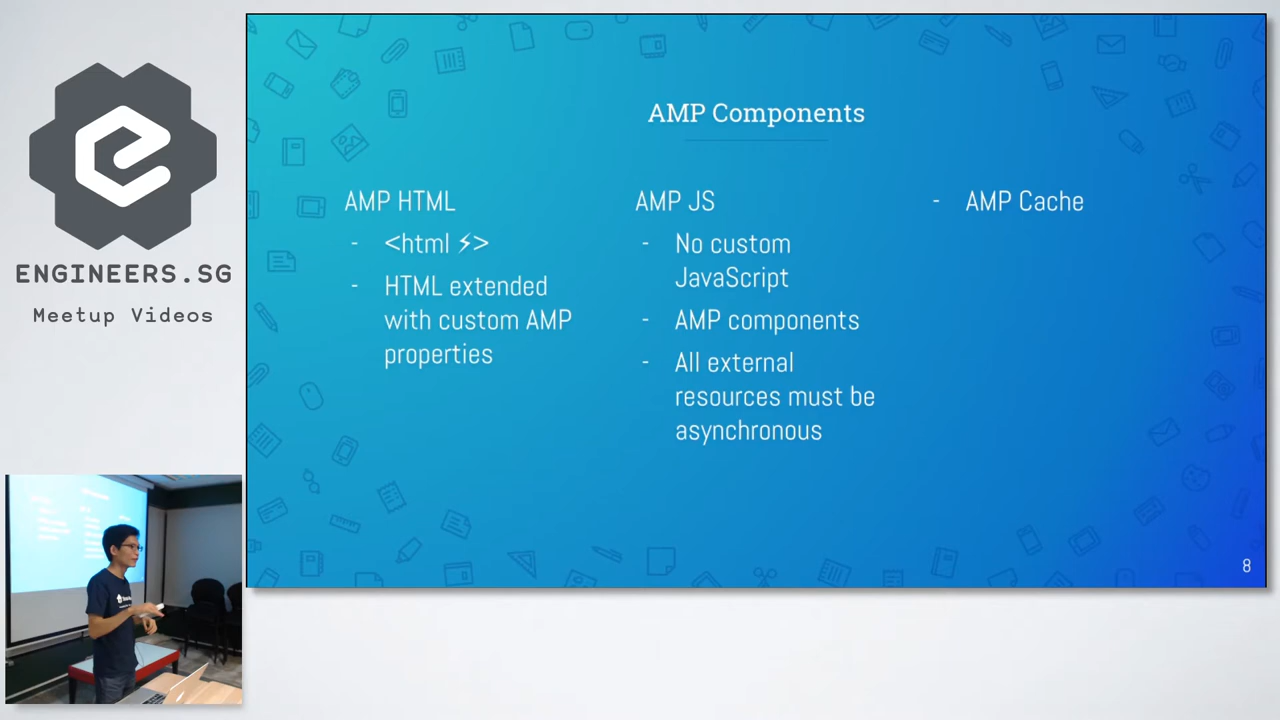 ENGINEERS.SG
Meetup Videos
AMP Components
AMP HTML
- <html ⚡>
- HTML extended
with custom AMP
properties
AMP JS
- No custom
JavaScript
- AMP components
- All external
resources must be
asynchronous
- AMP Cache
8